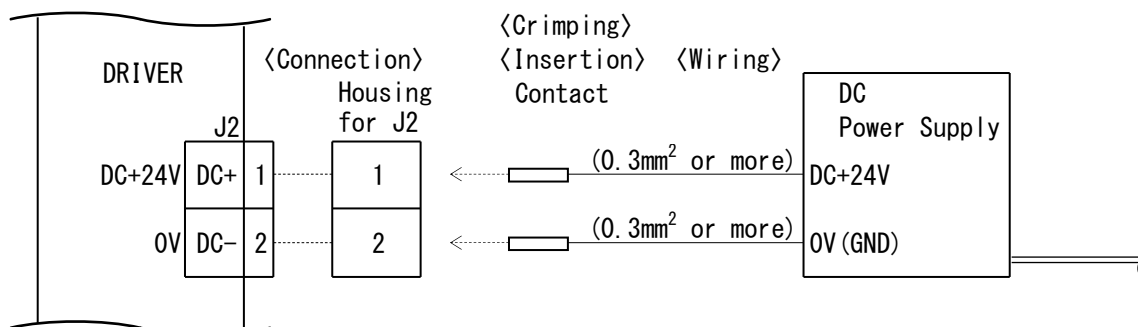 〈Crimping〉
DRIVER 〈Connection〉 〈Insertion〉 〈Wiring〉
Housing Contact DC
for J2 Power Supply
J2
DC+24V DC+ 1 1 (0.3mm² or more) DC+24V
0V DC- 2 2 (0.3mm² or more) 0V(GND)